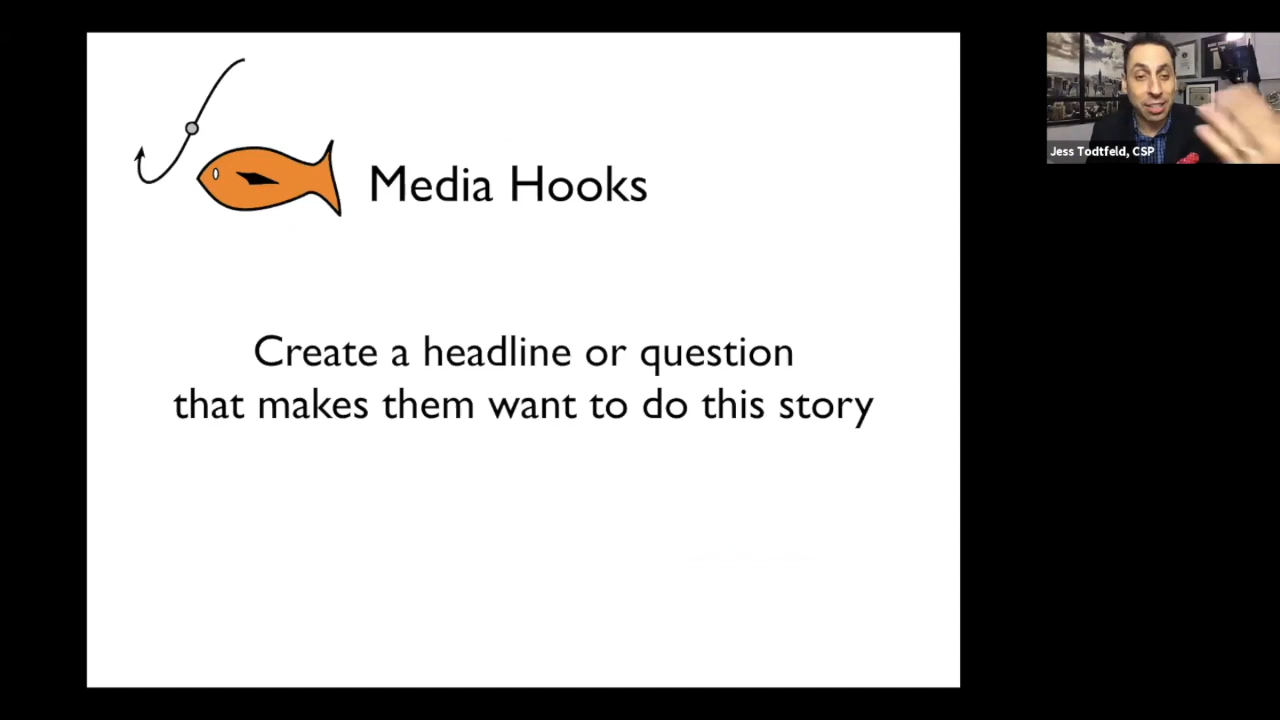 Media Hooks
Create a headline or question
that makes them want to do this story
Jess Todtfeld, CSP